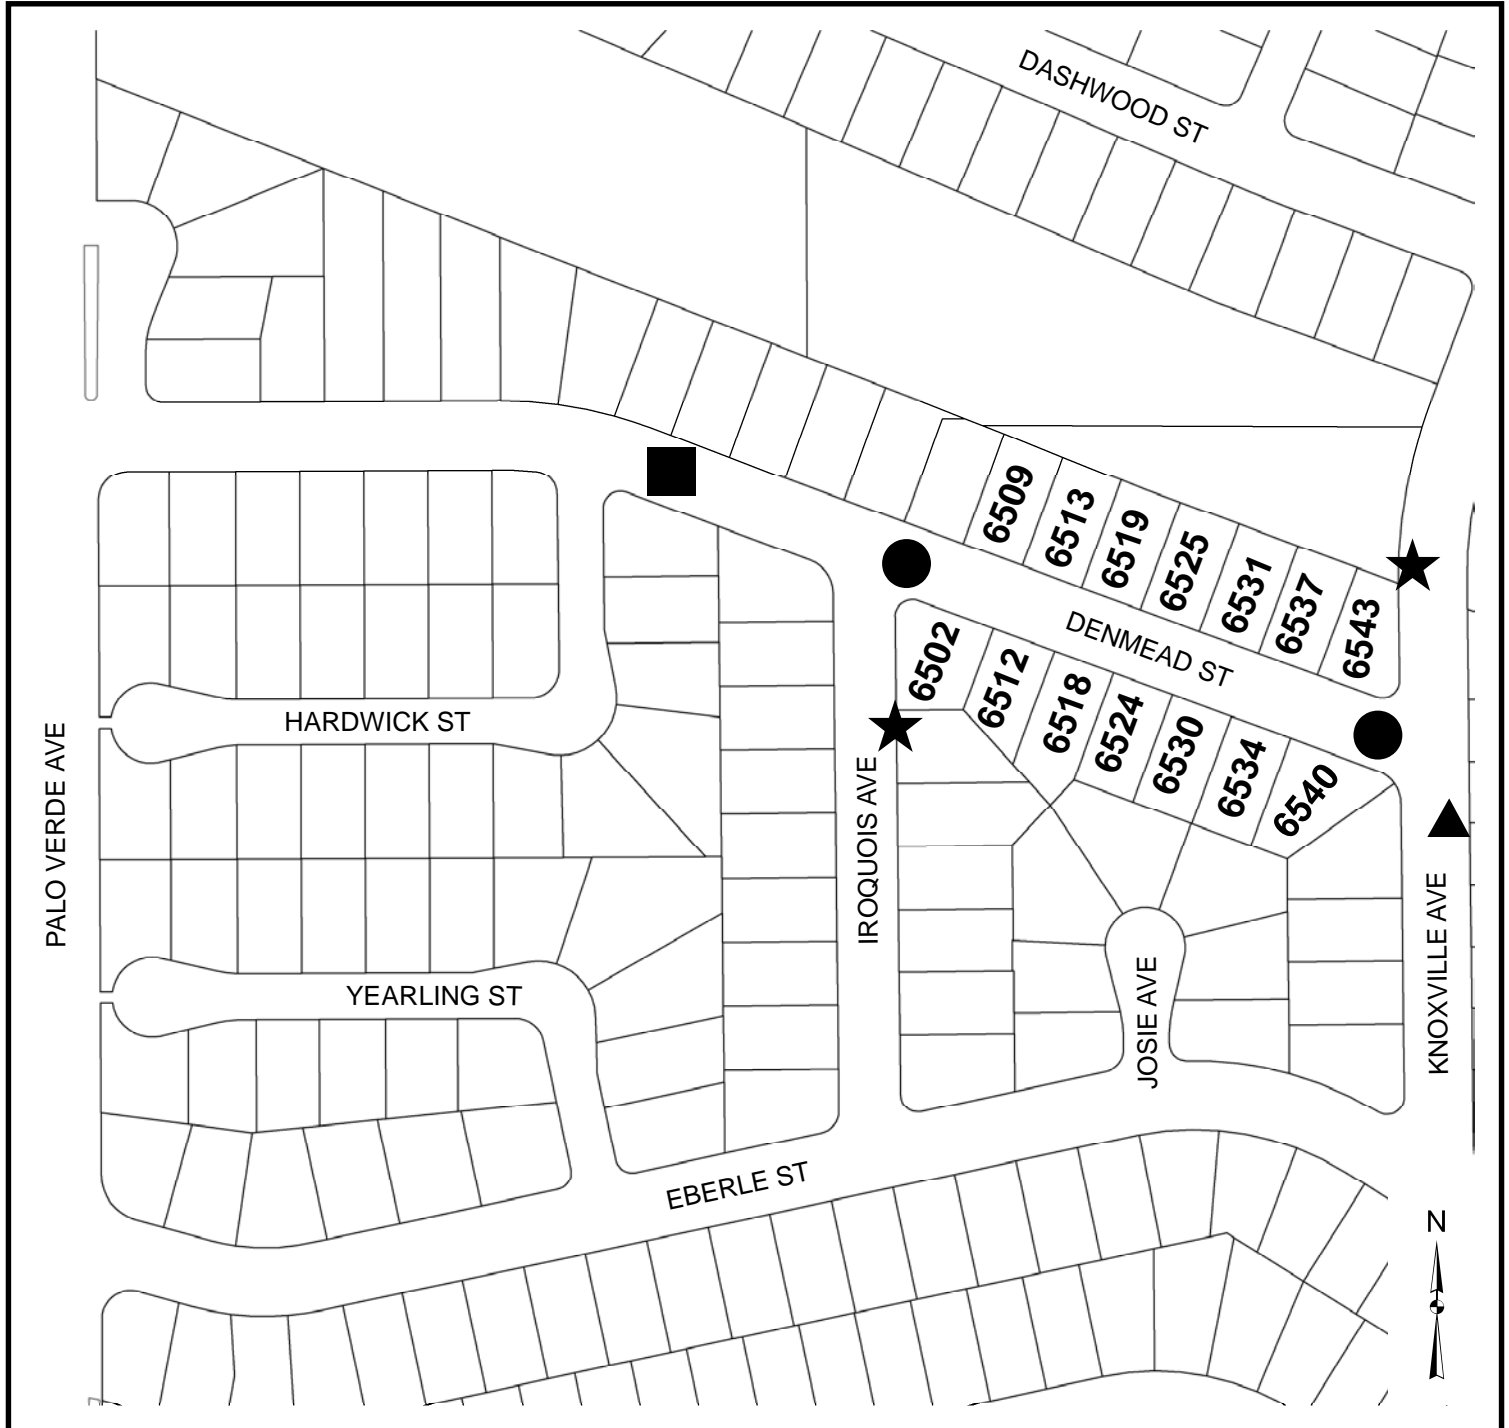 DASHWOOD ST
6509
6513
6519
6525
6531
6537
6543
DENMEAD ST
6502
6512
6518
6524
6530
6534
6540
HARDWICK ST
PALO VERDE AVE
IROQUOIS AVE
KNOXVILLE AVE
YEARLING ST
JOSIE AVE
EBERLE ST
N